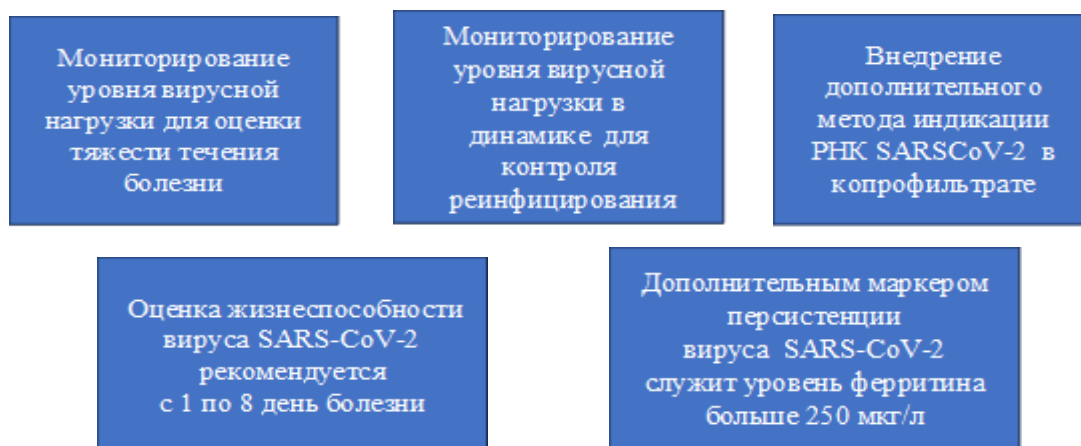 Мониторирование
уровня вирусной
нагрузки для оценки
тяжести течения
болезни
Мониторирование
уровня вирусной
нагрузки в
динамике для
контроля
реинфицирования
Внедрение
дополнительного
метода индикации
РНК SARSCoV-2 в
копрофильтрате
Оценка жизнеспособности
вируса SARS-CoV-2
рекомендуется
с 1 по 8 день болезни
Дополнительным маркером
персистенции
вируса SARS-CoV-2
служит уровень ферритина
больше 250 мкг/л